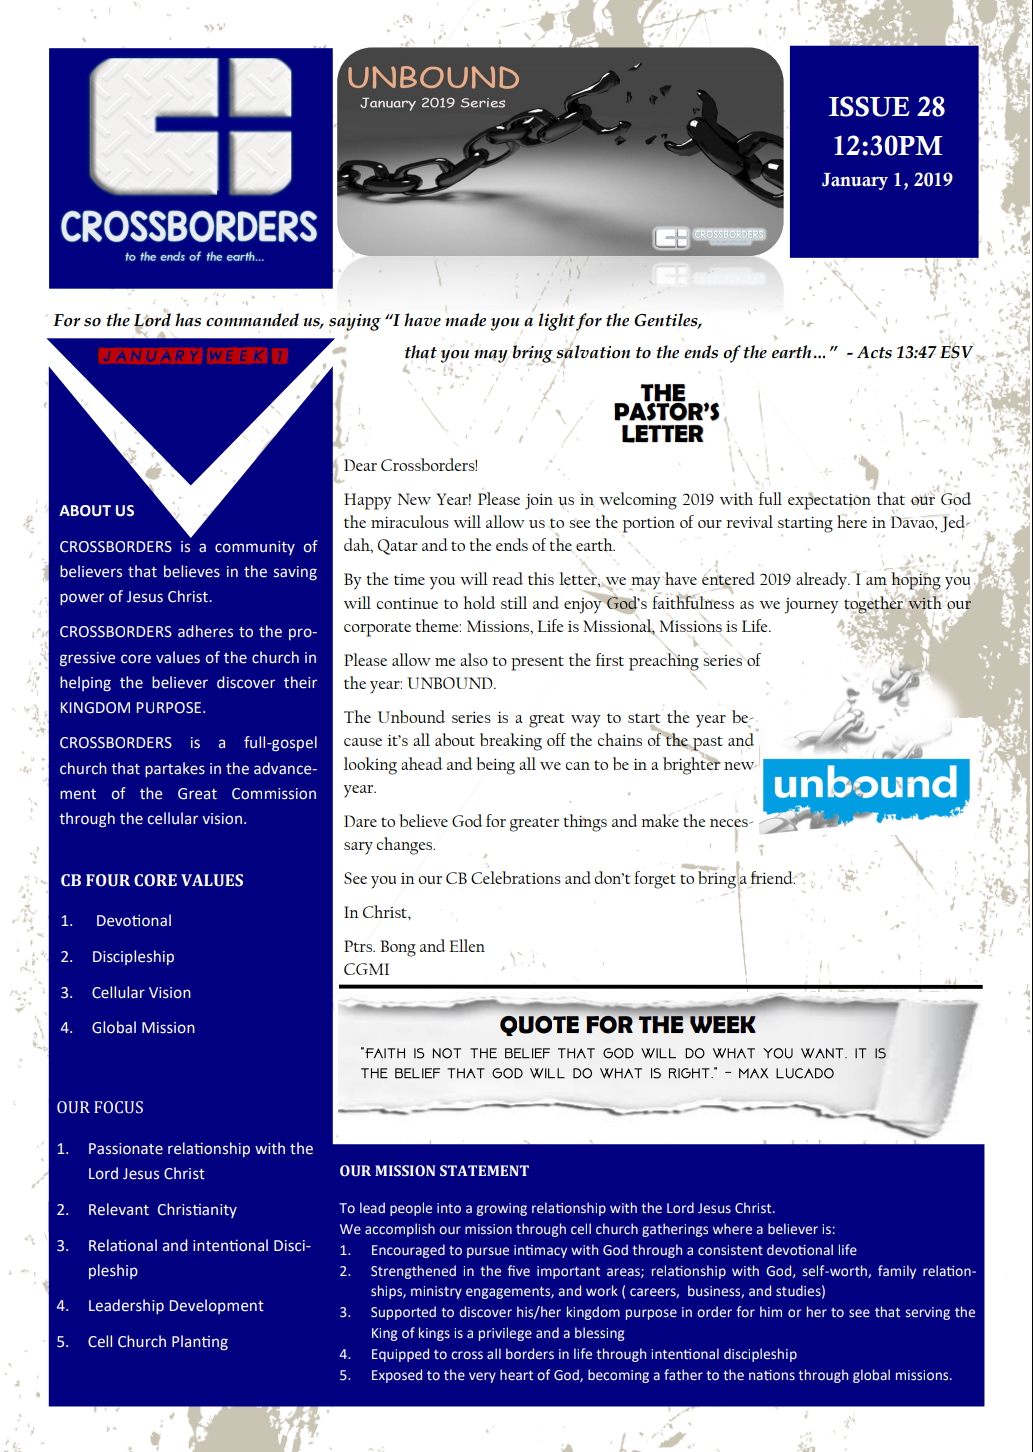 CROSSBORDERS
to the ends of the earth...
UNBOUND
January 2019 Series
CROSSBORDERS
ISSUE 28
12:30PM
January 1, 2019
For so the Lord has commanded us, saying “I have made you a light for the Gentiles,
that you may bring salvation to the ends of the earth…” - Acts 13:47 ESV
JANUARY WEEK 1
ABOUT US
CROSSBORDERS is a community of
believers that believes in the saving
power of Jesus Christ.
CROSSBORDERS adheres to the pro-
gressive core values of the church in
helping the believer discover their
KINGDOM PURPOSE.
CROSSBORDERS is a full-gospel
church that partakes in the advance-
ment of the Great Commission
through the cellular vision.
CB FOUR CORE VALUES
1. Devotional
2. Discipleship
3. Cellular Vision
4. Global Mission
OUR FOCUS
1. Passionate relationship with the
Lord Jesus Christ
2. Relevant Christianity
3. Relational and intentional Disci-
pleship
4. Leadership Development
5. Cell Church Planting
THE
PASTOR'S
LETTER
Dear Crossborders!
Happy New Year! Please join us in welcoming 2019 with full expectation that our God
the miraculous will allow us to see the portion of our revival starting here in Davao, Jed-
dah, Qatar and to the ends of the earth.
By the time you will read this letter, we may have entered 2019 already. I am hoping you
will continue to hold still and enjoy God’s faithfulness as we journey together with our
corporate theme: Missions, Life is Missional, Missions is Life.
Please allow me also to present the first preaching series of
the year: UNBOUND.
The Unbound series is a great way to start the year be-
cause it’s all about breaking off the chains of the past and
looking ahead and being all we can to be in a brighter new
year.
unbound
Dare to believe God for greater things and make the neces-
sary changes.
See you in our CB Celebrations and don’t forget to bring a friend.
In Christ,
Ptrs. Bong and Ellen
CGMI
QUOTE FOR THE WEEK
"FAITH IS NOT THE BELIEF THAT GOD WILL DO WHAT YOU WANT. IT IS
THE BELIEF THAT GOD WILL DO WHAT IS RIGHT." - MAX LUCADO
OUR MISSION STATEMENT
To lead people into a growing relationship with the Lord Jesus Christ.
We accomplish our mission through cell church gatherings where a believer is:
1. Encouraged to pursue intimacy with God through a consistent devotional life
2. Strengthened in the five important areas; relationship with God, self-worth, family relation-
ships, ministry engagements, and work ( careers, business, and studies)
3. Supported to discover his/her kingdom purpose in order for him or her to see that serving the
King of kings is a privilege and a blessing
4. Equipped to cross all borders in life through intentional discipleship
5. Exposed to the very heart of God, becoming a father to the nations through global missions.